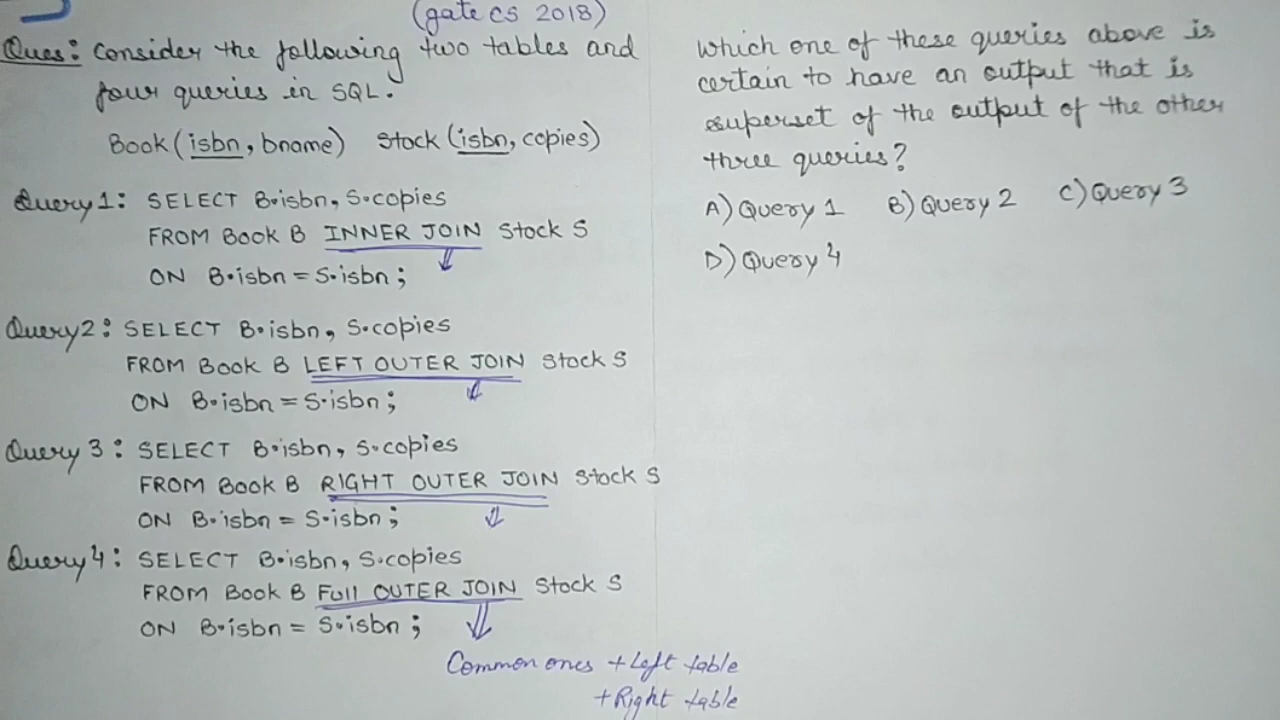 (gate cs 2018)
Ques: Consider the following two tables and
four queries in SQL.
Book (isbn, bname) Stock (isbn, copies)
Query 1: SELECT B.isbn, S.copies
FROM Book B INNER JOIN Stock S
ON B.isbn = S.isbn;
Query 2: SELECT B.isbn, S.copies
FROM Book B LEFT OUTER JOIN Stock S
ON B.isbn = S.isbn;
Query 3: SELECT B.isbn, S.copies
FROM Book B RIGHT OUTER JOIN Stock S
ON B.isbn = S.isbn;
Query 4: SELECT B.isbn, S.copies
FROM Book B Full OUTER JOIN Stock S
ON B.isbn = S.isbn;
Common ones + Left table
+ Right table
Which one of these queries above is
certain to have an output that is
superset of the output of the other
three queries?
A) Query 1 B) Query 2 C) Query 3
D) Query 4